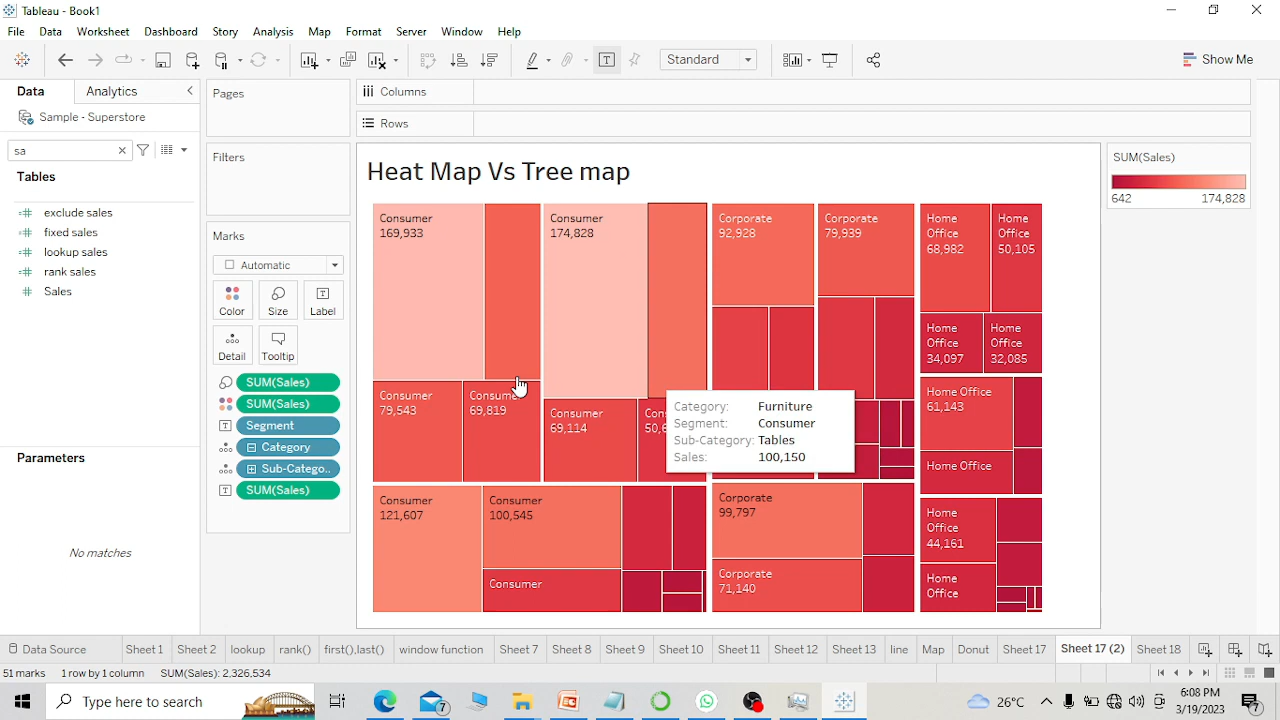 Tableau - Book1
File Data Worksheet Dashboard Story Analysis Map Format Server Window Help
Standard
Show Me
Data Analytics
Pages
Columns
Sample - Superstore
Rows
sa
Filters
Tables
exclude sales
fixed sales
lookup sales
rank sales
Sales
Parameters
No matches
Marks
Automatic
Color Size Label
Detail Tooltip
SUM(Sales)
SUM(Sales)
Segment
Category
Sub-Catego..
SUM(Sales)
Heat Map Vs Tree map
Consumer
169,933
Consumer
174,828
Consumer
79,543
Consumer
69,819
Consumer
69,114
Consumer
121,607
Consumer
100,545
Consumer
Corporate
92,928
Corporate
79,939
Corporate
99,797
Corporate
71,140
Home
Office
68,982
Home
Office
50,105
Home
Office
34,097
Home
Office
32,085
Home Office
61,143
Home Office
Home
Office
44,161
Home
Office
Category: Furniture
Segment: Consumer
Sub-Category: Tables
Sales: 100,150
SUM(Sales)
642 174,828
Data Source Sheet 1 Sheet 2 lookup rank() first(),last() window function Sheet 7 Sheet 8 Sheet 9 Sheet 10 Sheet 11 Sheet 12 Sheet 13 line Map Donut Sheet 17 Sheet 17 (2) Sheet 18
51 marks 1 row by 1 column SUM(Sales): 2,326,534
Type here to search
7
26°C
6:08 PM
3/19/2023
7